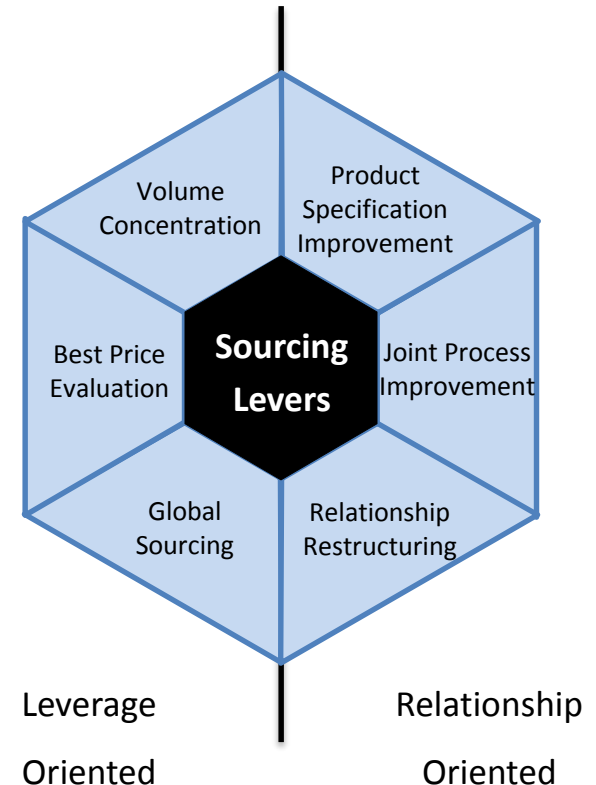 Volume
Concentration
Product
Specification
Improvement
Best Price
Evaluation
Sourcing
Levers
Joint Process
Improvement
Global
Sourcing
Relationship
Restructuring
Leverage
Oriented
Relationship
Oriented